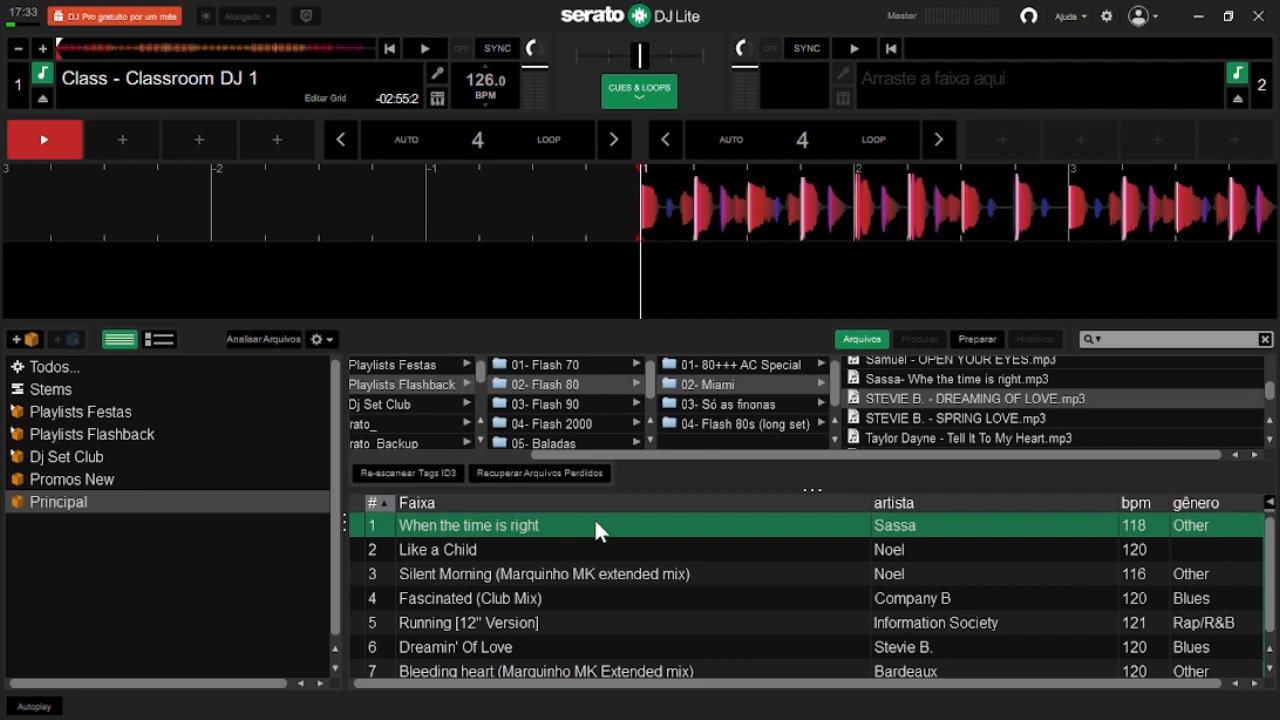 17:33
DJ Pro gratuito por um mês
Alongado
serato DJ Lite
Master
Ajuda
OFF SYNC
OFF SYNC
1
Class - Classroom DJ 1
Editar Grid
-02:55:2
126.0
BPM
CUES & LOOPS
Arraste a faixa aqui
2
AUTO 4 LOOP
AUTO 4 LOOP
3 -2 -1 1 2 3
Analisar Arquivos
Arquivos
Procurar
Preparar
Histórico
Todos...
Stems
Playlists Festas
Playlists Flashback
Dj Set Club
Promos New
Principal
Playlists Festas
Playlists Flashback
Dj Set Club
rato_
rato Backup
01- Flash 70
02- Flash 80
03- Flash 90
04- Flash 2000
05- Baladas
01- 80+++ AC Special
02- Miami
03- Só as finonas
04- Flash 80s (long set)
Samuel - OPEN YOUR EYES.mp3
Sassa- Whe the time is right.mp3
STEVIE B. - DREAMING OF LOVE.mp3
STEVIE B. - SPRING LOVE.mp3
Taylor Dayne - Tell It To My Heart.mp3
Re-escanear Tags ID3
Recuperar Arquivos Perdidos
# Faixa artista bpm gênero
1 When the time is right Sassa 118 Other
2 Like a Child Noel 120
3 Silent Morning (Marquinho MK extended mix) Noel 116 Other
4 Fascinated (Club Mix) Company B 120 Blues
5 Running [12" Version] Information Society 121 Rap/R&B
6 Dreamin' Of Love Stevie B. 120 Blues
7 Bleeding heart (Marquinho MK Extended mix) Bardeaux 120 Other
Autoplay